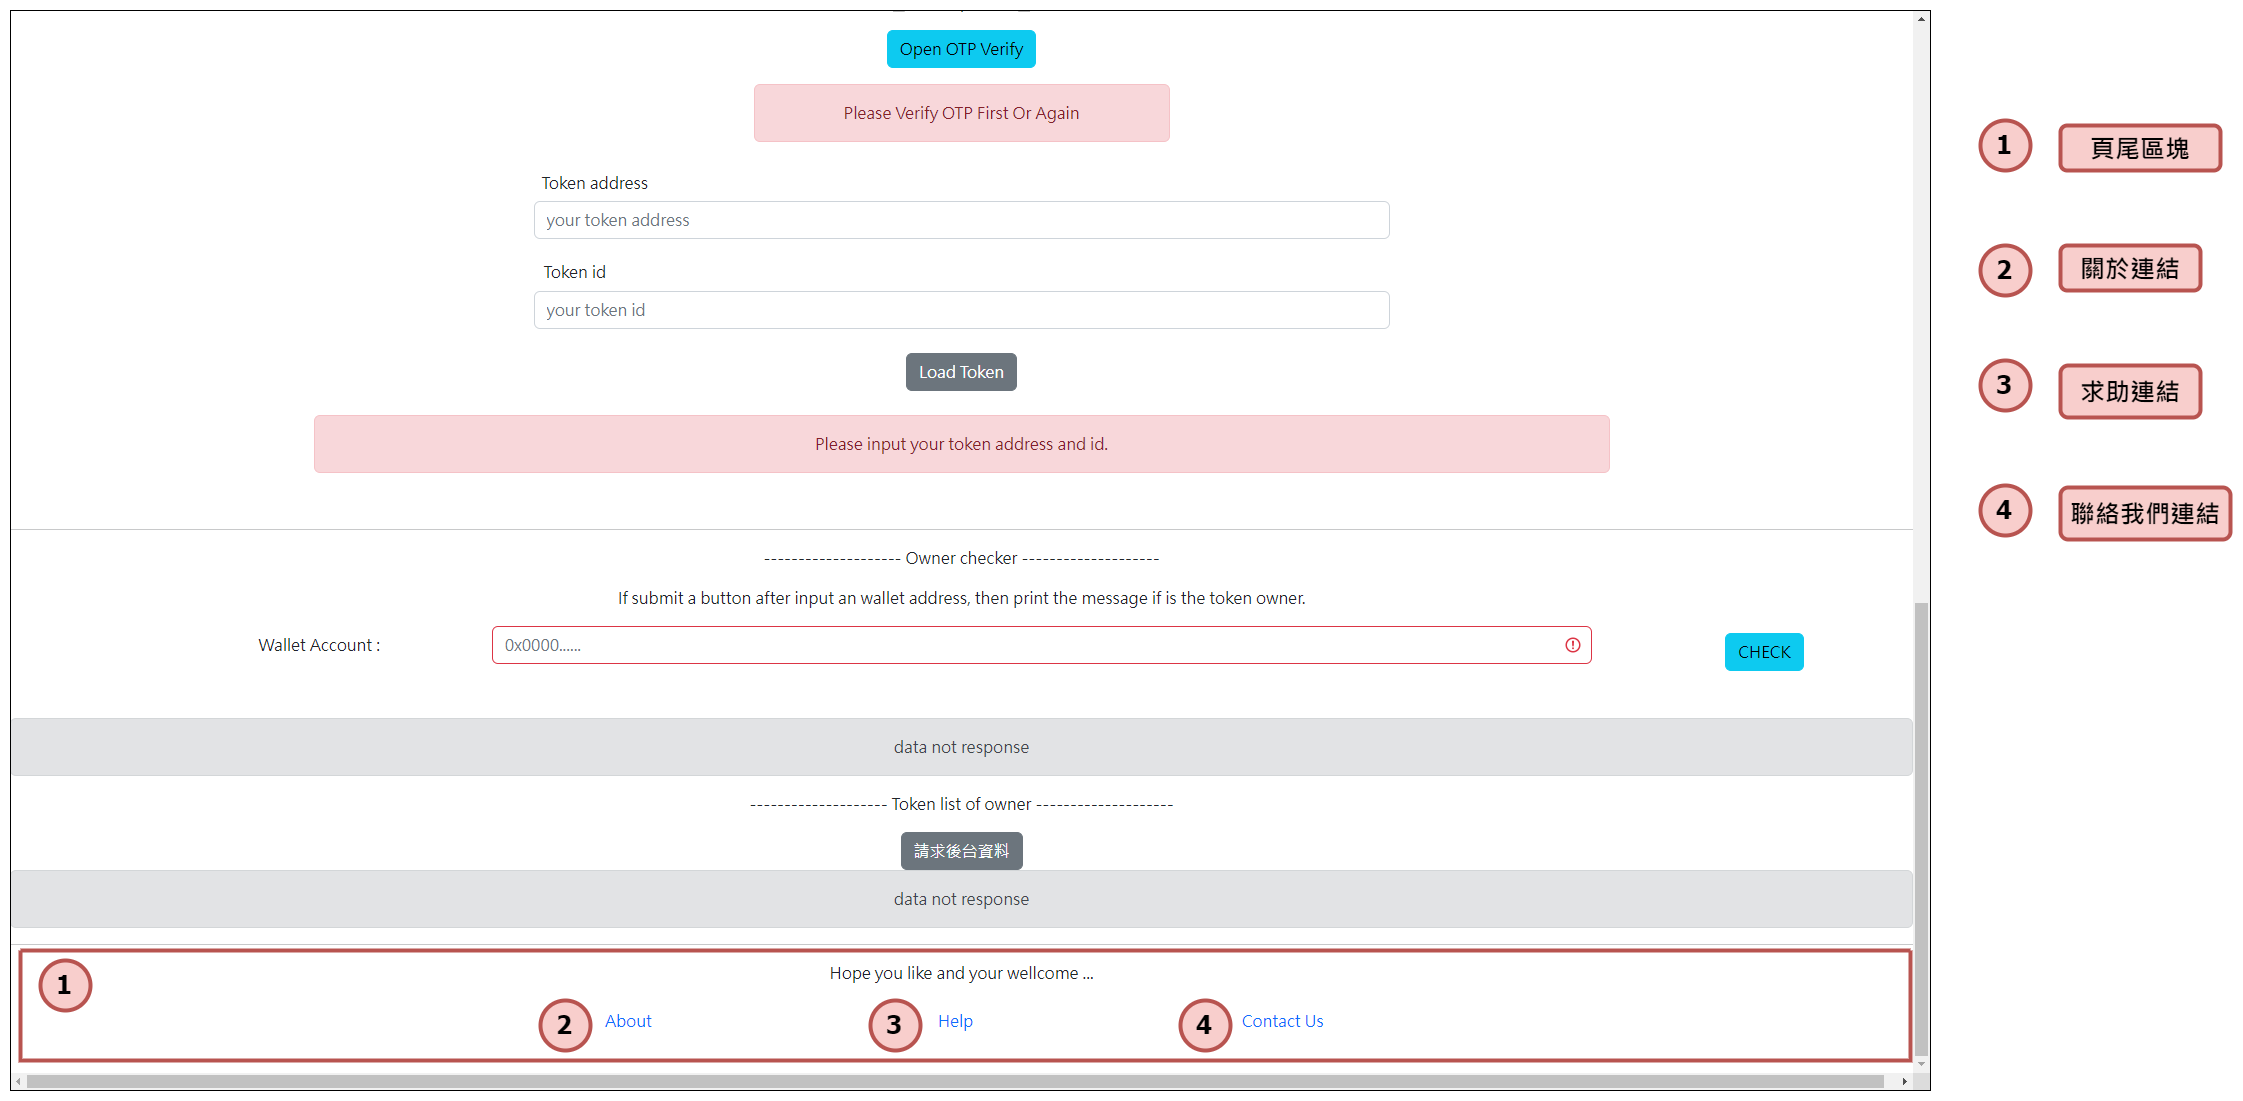 Open OTP Verify
Please Verify OTP First Or Again
Token address
your token address
Token id
your token id
Load Token
Please input your token address and id.
-------------------- Owner checker --------------------
If submit a button after input an wallet address, then print the message if is the token owner.
Wallet Account :
0x0000......
CHECK
data not response
-------------------- Token list of owner --------------------
請求後台資料
data not response
1
Hope you like and your wellcome ...
2 About
3 Help
4 Contact Us
1 頁尾區塊
2 關於連結
3 求助連結
4 聯絡我們連結